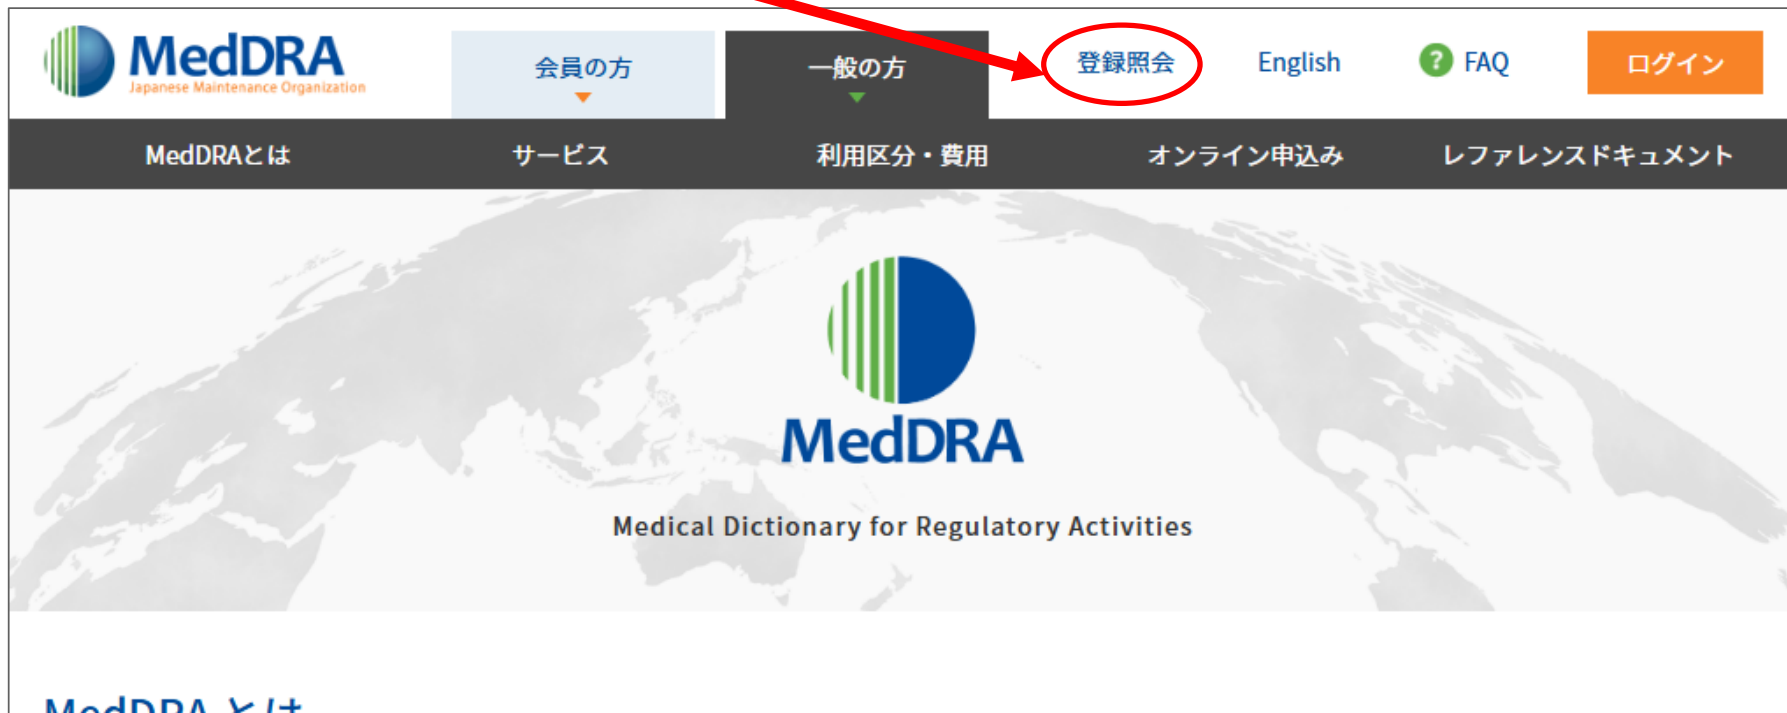 MedDRA
Japanese Maintenance Organization
会員の方
一般の方
登録照会
English
? FAQ
ログイン
MedDRAとは
サービス
利用区分・費用
オンライン申込み
レファレンスドキュメント
MedDRA
Medical Dictionary for Regulatory Activities
MedDRA とは